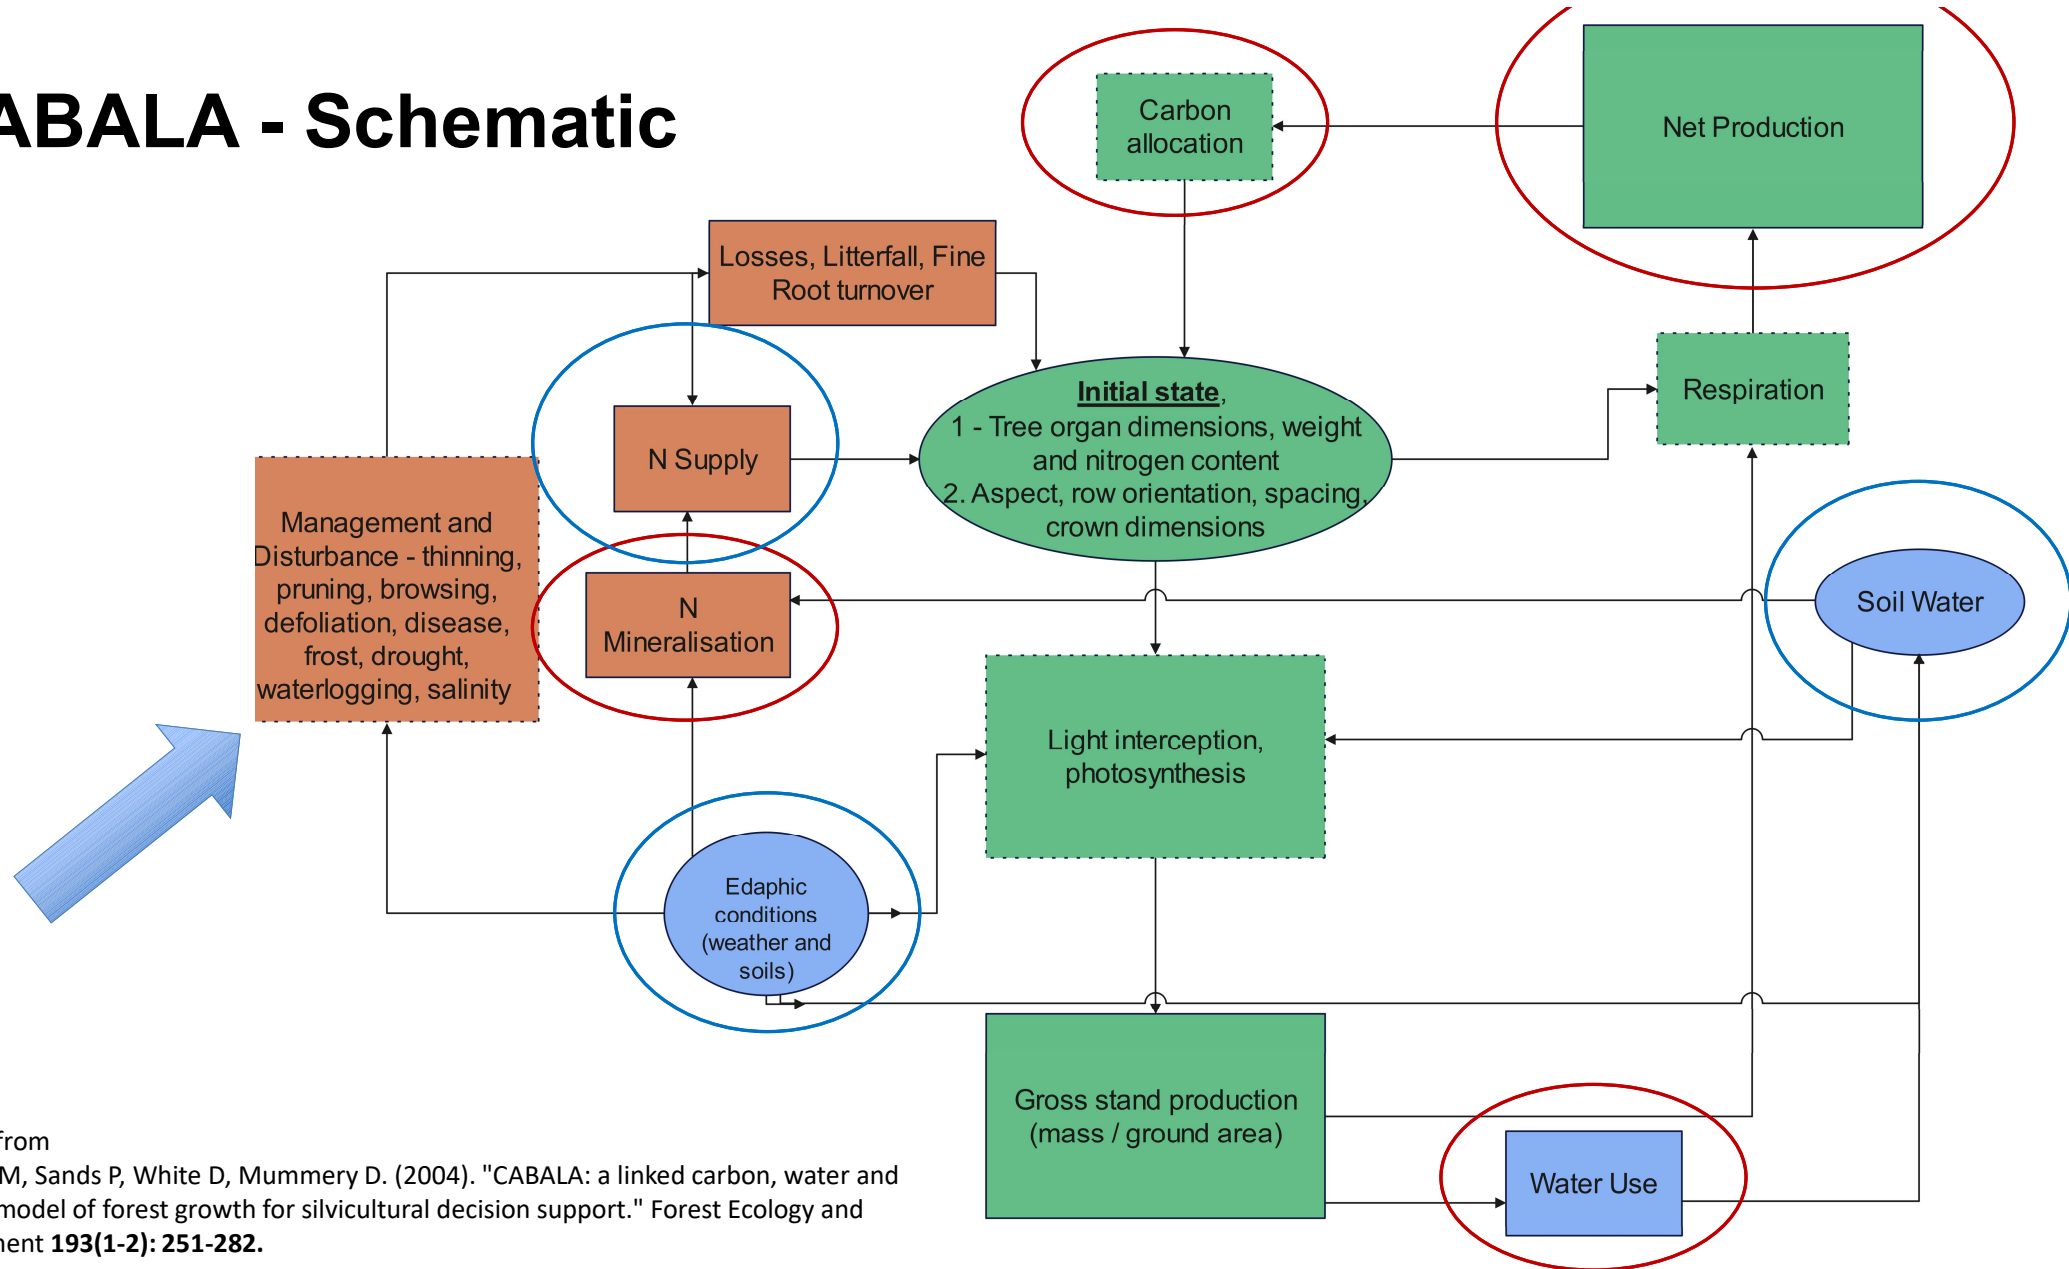 ABALA - Schematic
Carbon
allocation
Net Production
Losses, Litterfall, Fine
Root turnover
Initial state,
1 - Tree organ dimensions, weight
and nitrogen content
2. Aspect, row orientation, spacing,
crown dimensions
Respiration
N Supply
Management and
Disturbance - thinning,
pruning, browsing,
defoliation, disease,
frost, drought,
waterlogging, salinity
N
Mineralisation
Soil Water
Light interception,
photosynthesis
Edaphic
conditions
(weather and
soils)
Gross stand production
(mass / ground area)
Water Use
from
M, Sands P, White D, Mummery D. (2004). "CABALA: a linked carbon, water and
model of forest growth for silvicultural decision support." Forest Ecology and
ment 193(1-2): 251-282.